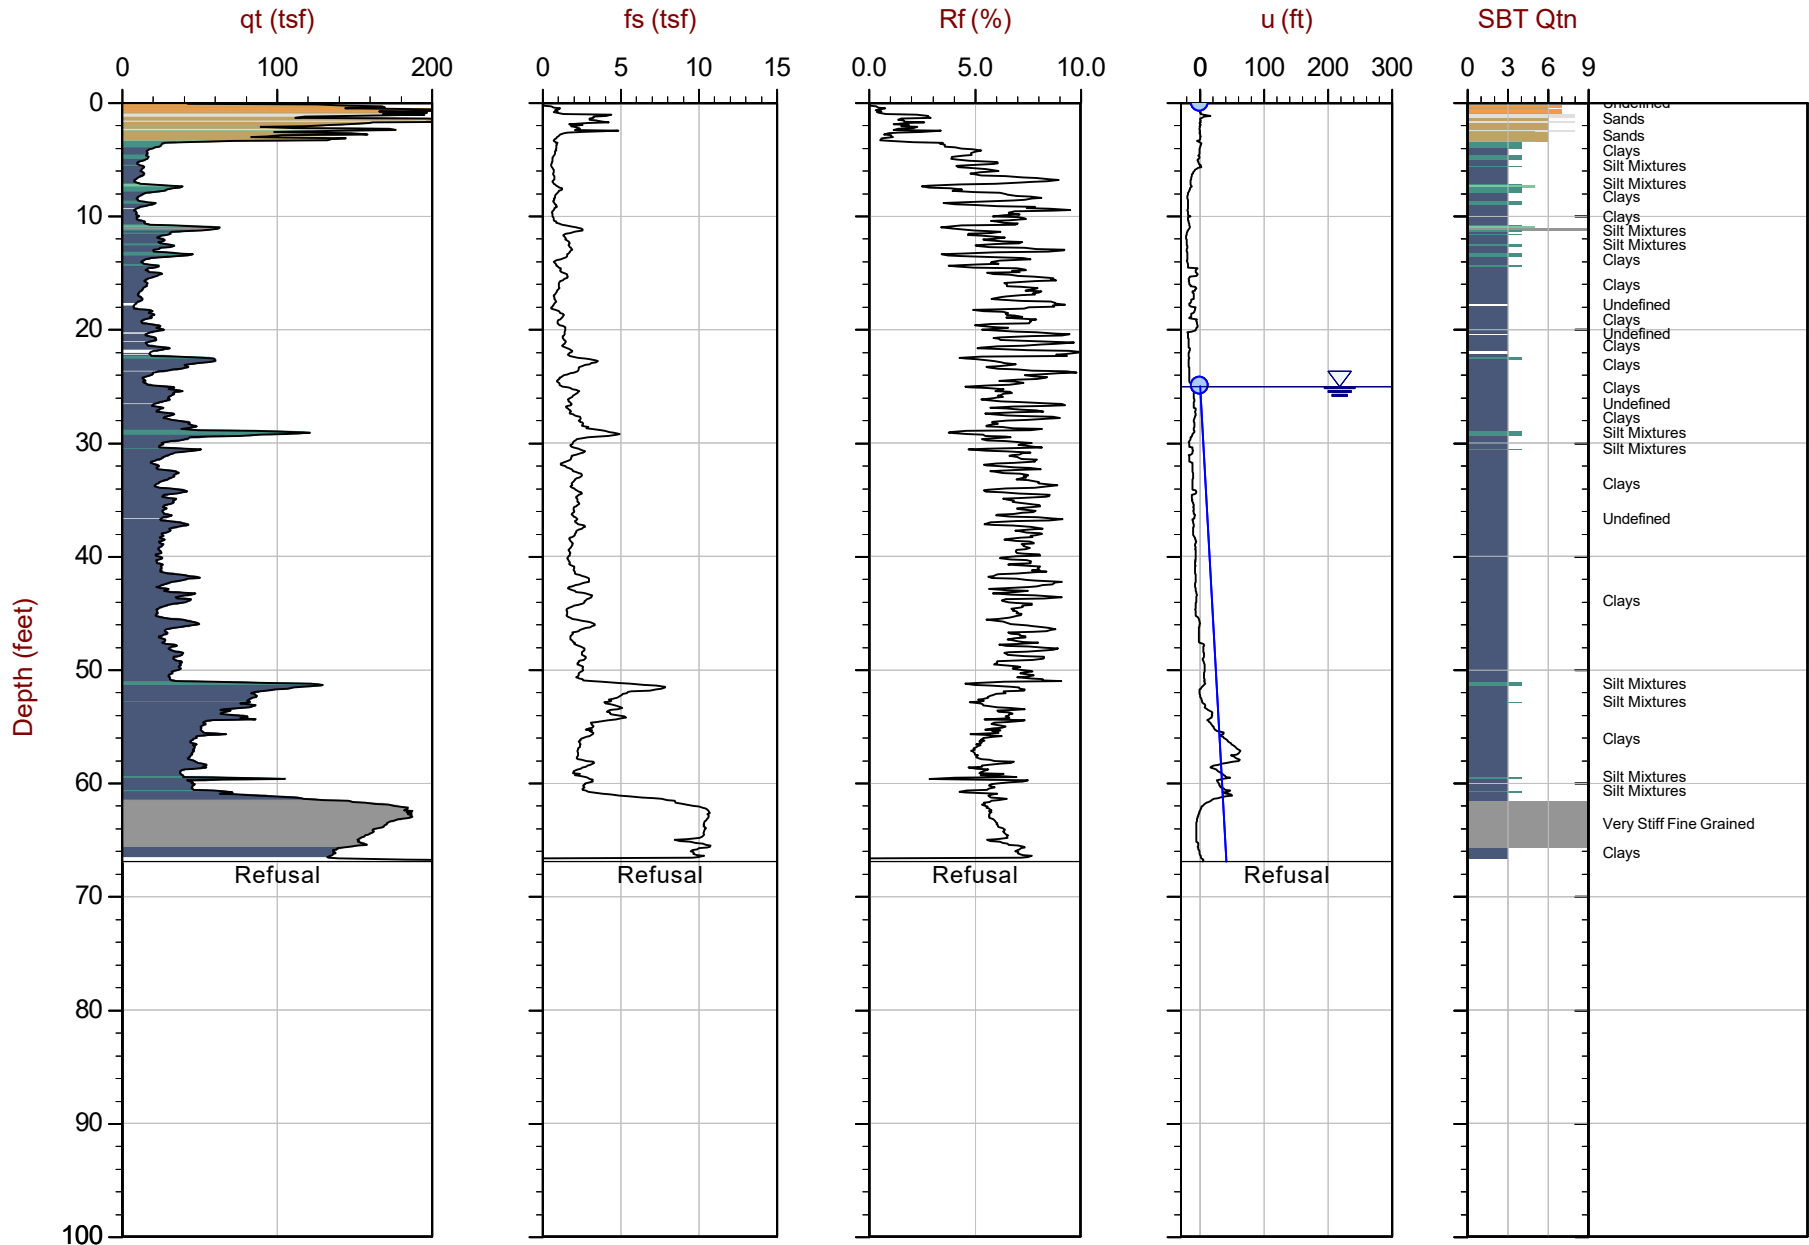 qt (tsf)
fs (tsf)
Rf (%)
u (ft)
SBT Qtn
0 100 200
0 5 10 15
0.0 5.0 10.0
0 100 200 300
0 3 6 9
0
10
20
30
40
50
60
70
80
90
100
Depth (feet)
Undefined
Sands
Sands
Clays
Silt Mixtures
Silt Mixtures
Clays
Clays
Silt Mixtures
Silt Mixtures
Clays
Clays
Undefined
Clays
Undefined
Clays
Clays
Clays
Undefined
Clays
Silt Mixtures
Silt Mixtures
Clays
Undefined
Clays
Silt Mixtures
Silt Mixtures
Clays
Silt Mixtures
Silt Mixtures
Very Stiff Fine Grained
Clays
Refusal
Refusal
Refusal
Refusal